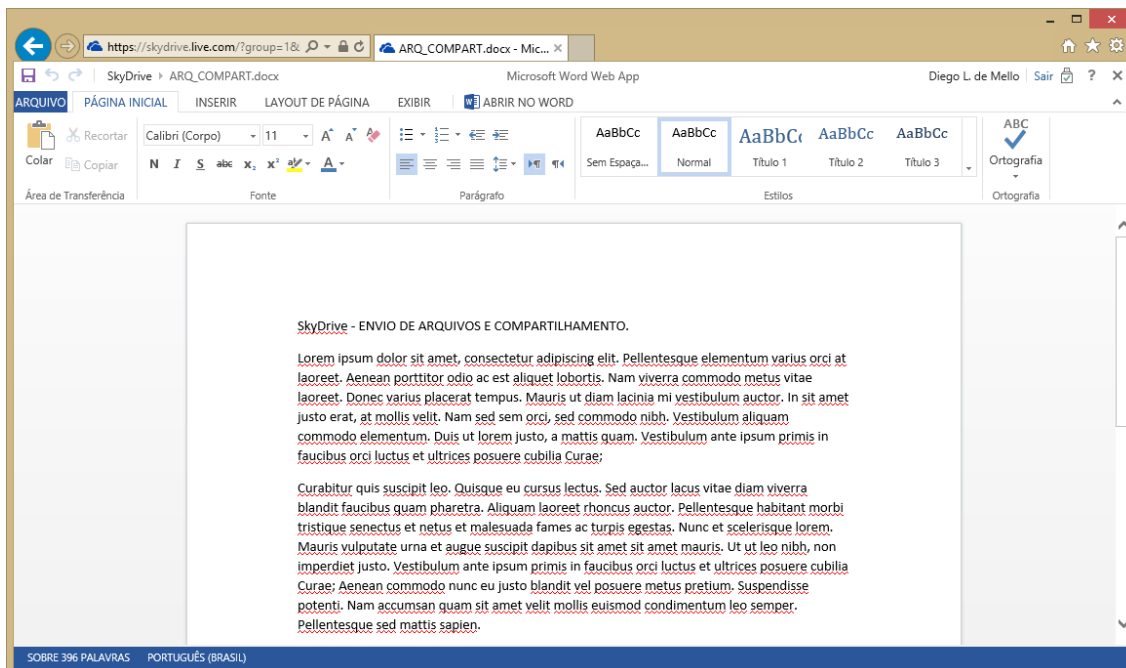 https://skydrive.live.com/?group=1&
ARQ_COMPART.docx - Mic...
SkyDrive ▸ ARQ_COMPART.docx
Microsoft Word Web App
Diego L. de Mello
Sair
?
ARQUIVO
PÁGINA INICIAL
INSERIR
LAYOUT DE PÁGINA
EXIBIR
ABRIR NO WORD
Colar
Recortar
Copiar
Área de Transferência
Calibri (Corpo)
11
N I S abc x₂ x² ab A
Fonte
Parágrafo
AaBbCc
Sem Espaça...
AaBbCc
Normal
AaBbCc
Título 1
AaBbCc
Título 2
AaBbCc
Título 3
Estilos
ABC
Ortografia
Ortografia
SkyDrive - ENVIO DE ARQUIVOS E COMPARTILHAMENTO.
Lorem ipsum dolor sit amet, consectetur adipiscing elit. Pellentesque elementum varius orci at
laoreet. Aenean porttitor odio ac est aliquet lobortis. Nam viverra commodo metus vitae
laoreet. Donec varius placerat tempus. Mauris ut diam lacinia mi vestibulum auctor. In sit amet
justo erat, at mollis velit. Nam sed sem orci, sed commodo nibh. Vestibulum aliquam
commodo elementum. Duis ut lorem justo, a mattis quam. Vestibulum ante ipsum primis in
faucibus orci luctus et ultrices posuere cubilia Curae;
Curabitur quis suscipit leo. Quisque eu cursus lectus. Sed auctor lacus vitae diam viverra
blandit faucibus quam pharetra. Aliquam laoreet rhoncus auctor. Pellentesque habitant morbi
tristique senectus et netus et malesuada fames ac turpis egestas. Nunc et scelerisque lorem.
Mauris vulputate urna et augue suscipit dapibus sit amet sit amet mauris. Ut ut leo nibh, non
imperdiet justo. Vestibulum ante ipsum primis in faucibus orci luctus et ultrices posuere cubilia
Curae; Aenean commodo nunc eu justo blandit vel posuere metus pretium. Suspendisse
potenti. Nam accumsan quam sit amet velit mollis euismod condimentum leo semper.
Pellentesque sed mattis sapien.
SOBRE 396 PALAVRAS
PORTUGUÊS (BRASIL)